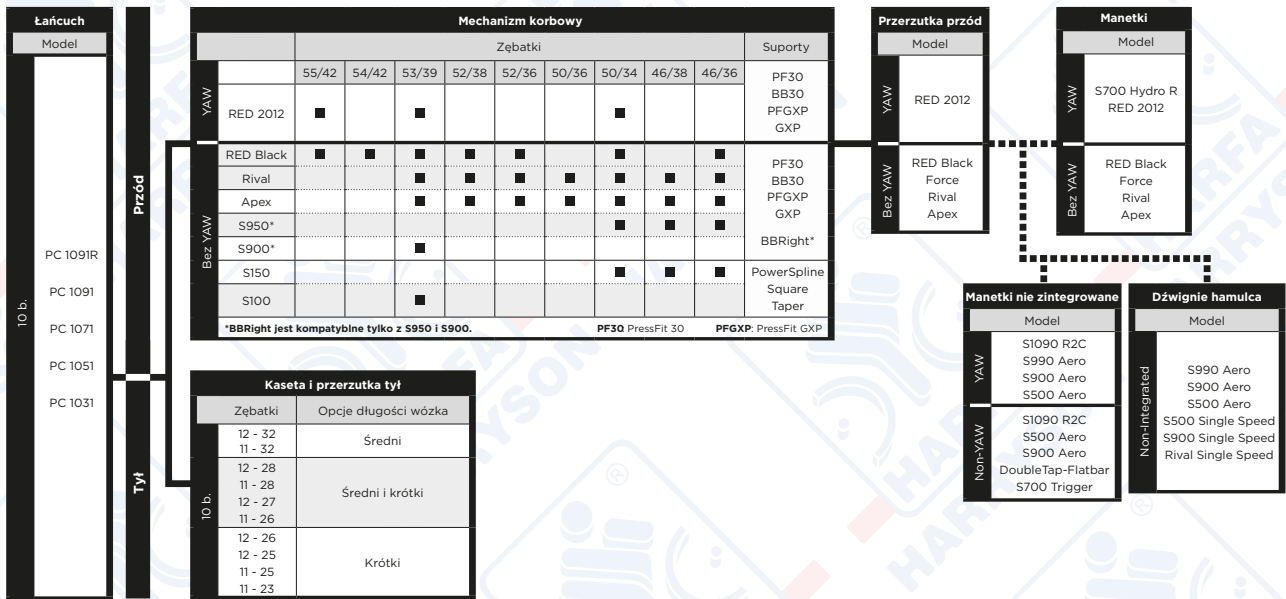 Łańcuch
Model
10 b.
PC 1091R
PC 1091
PC 1071
PC 1051
PC 1031
Przód
Tył
Mechanizm korbowy
Zębatki
Suporty
55/42 54/42 53/39 52/38 52/36 50/36 50/34 46/38 46/36
YAW
RED 2012 ■ ■ ■
PF30
BB30
PFGXP
GXP
Bez YAW
RED Black ■ ■ ■ ■ ■ ■ ■
Rival ■ ■ ■ ■ ■ ■ ■
Apex ■ ■ ■ ■ ■ ■ ■
S950* ■ ■ ■
S900* ■
S150 ■ ■ ■
S100 ■
PF30
BB30
PFGXP
GXP
BBRight*
PowerSpline
Square
Taper
*BBRight jest kompatyblne tylko z S950 i S900. PF30: PressFit 30 PFGXP: PressFit GXP
Kaseta i przerzutka tył
Zębatki Opcje długości wózka
10 b.
12 - 32
11 - 32
Średni
12 - 28
11 - 28
12 - 27
11 - 26
Średni i krótki
12 - 26
12 - 25
11 - 25
11 - 23
Krótki
Przerzutka przód
Model
YAW
RED 2012
Bez YAW
RED Black
Force
Rival
Apex
Manetki
Model
YAW
S700 Hydro R
RED 2012
Bez YAW
RED Black
Force
Rival
Apex
Manetki nie zintegrowane
Model
YAW
S1090 R2C
S990 Aero
S900 Aero
S500 Aero
Non-YAW
S1090 R2C
S500 Aero
S900 Aero
DoubleTap-Flatbar
S700 Trigger
Dźwignie hamulca
Model
Non-Integrated
S990 Aero
S900 Aero
S500 Aero
S500 Single Speed
S900 Single Speed
Rival Single Speed